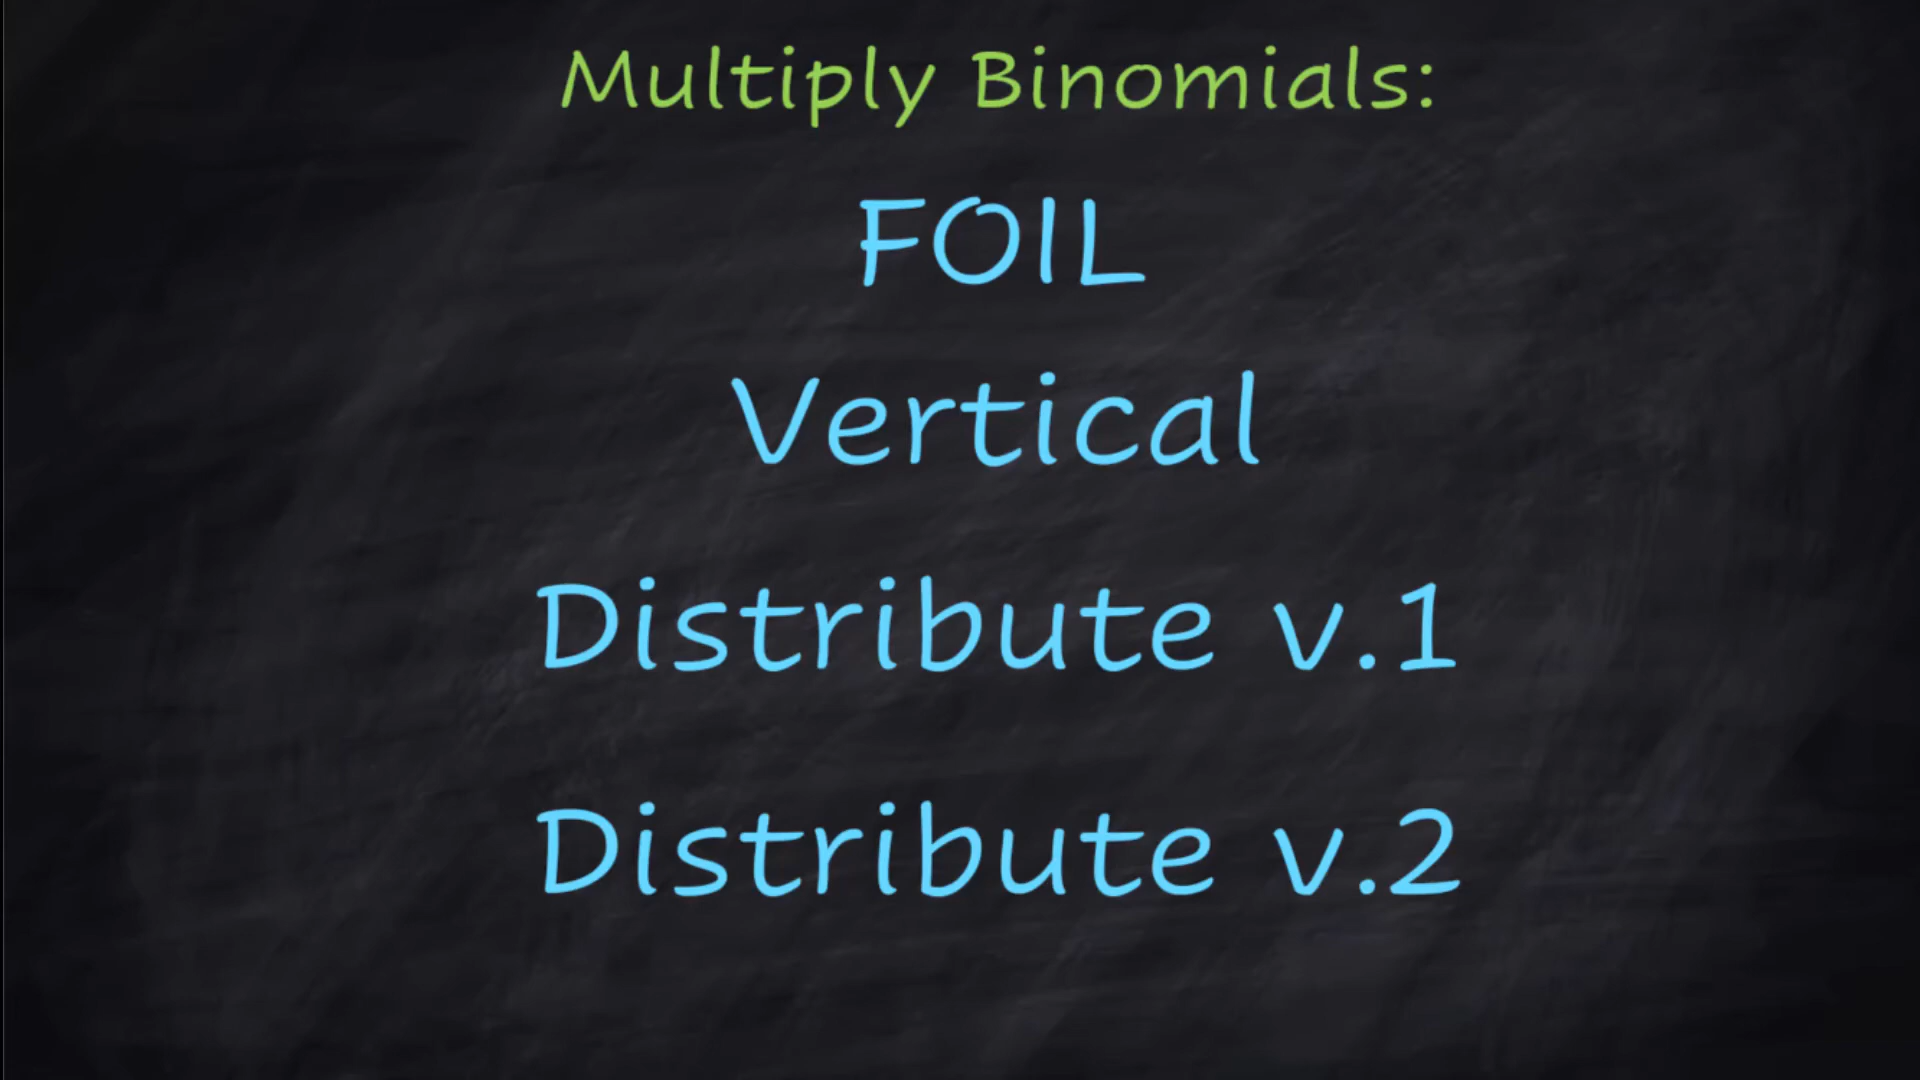 Multiply Binomials:
FOIL
Vertical
Distribute v.1
Distribute v.2